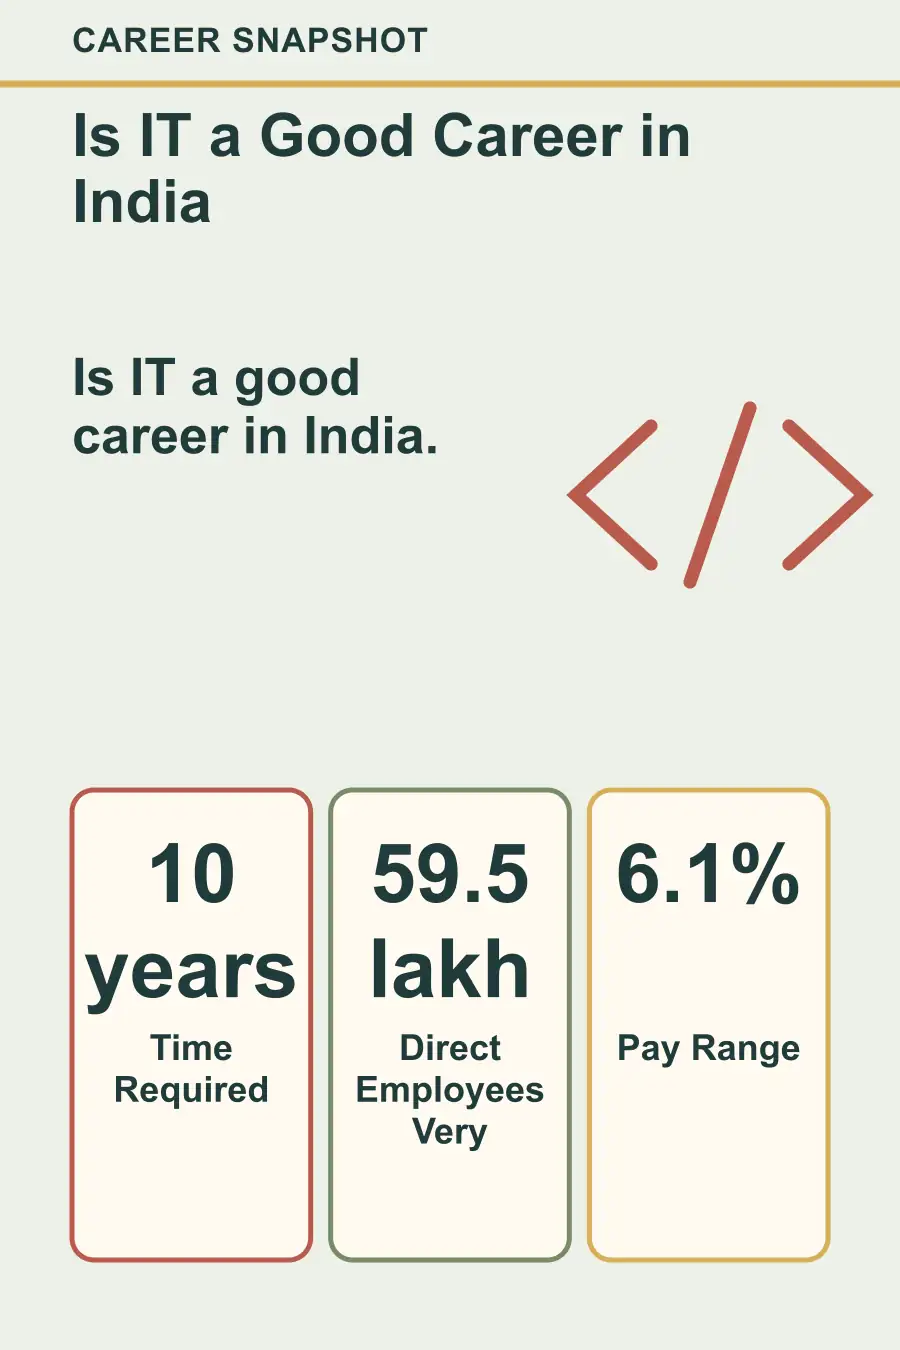 CAREER SNAPSHOT
Is IT a Good Career in
India
Is IT a good
career in India.
10
years
Time
Required
59.5
lakh
Direct
Employees
Very
6.1%
Pay Range